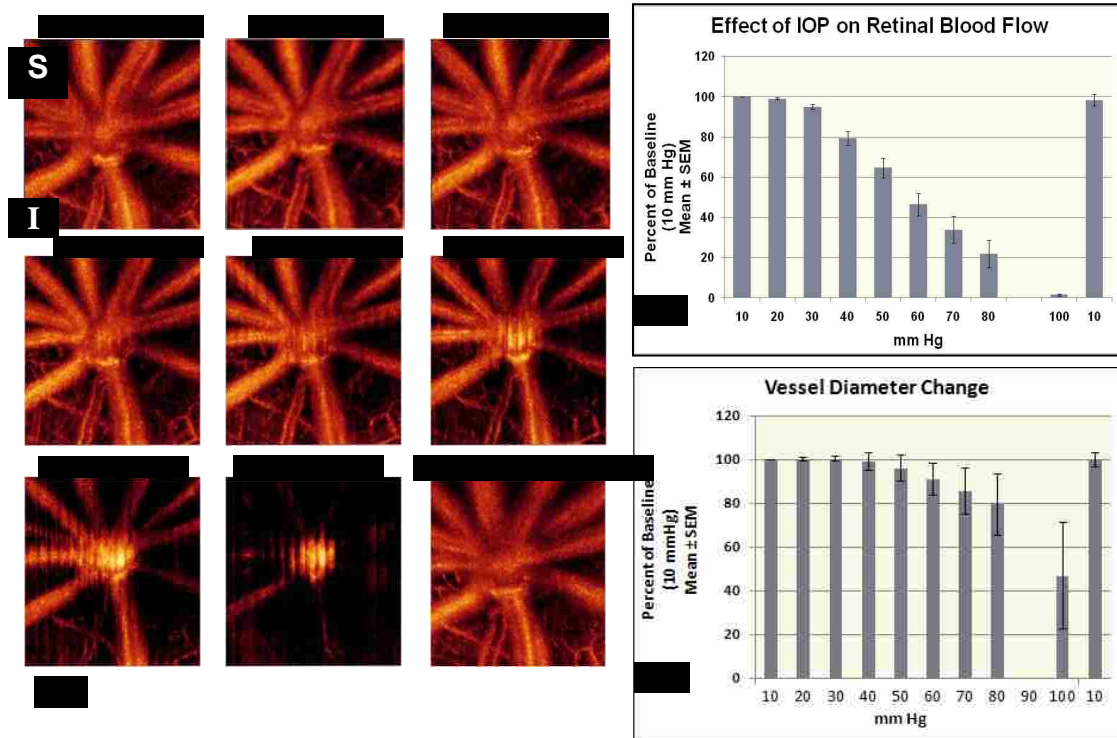 S
I
Effect of IOP on Retinal Blood Flow
Percent of Baseline
(10 mm Hg)
Mean ± SEM
120
100
80
60
40
20
0
10 20 30 40 50 60 70 80 100 10
mm Hg
Vessel Diameter Change
Percent of Baseline
(10 mmHg)
Mean ± SEM
120
100
80
60
40
20
0
10 20 30 40 50 60 70 80 90 100 10
mm Hg